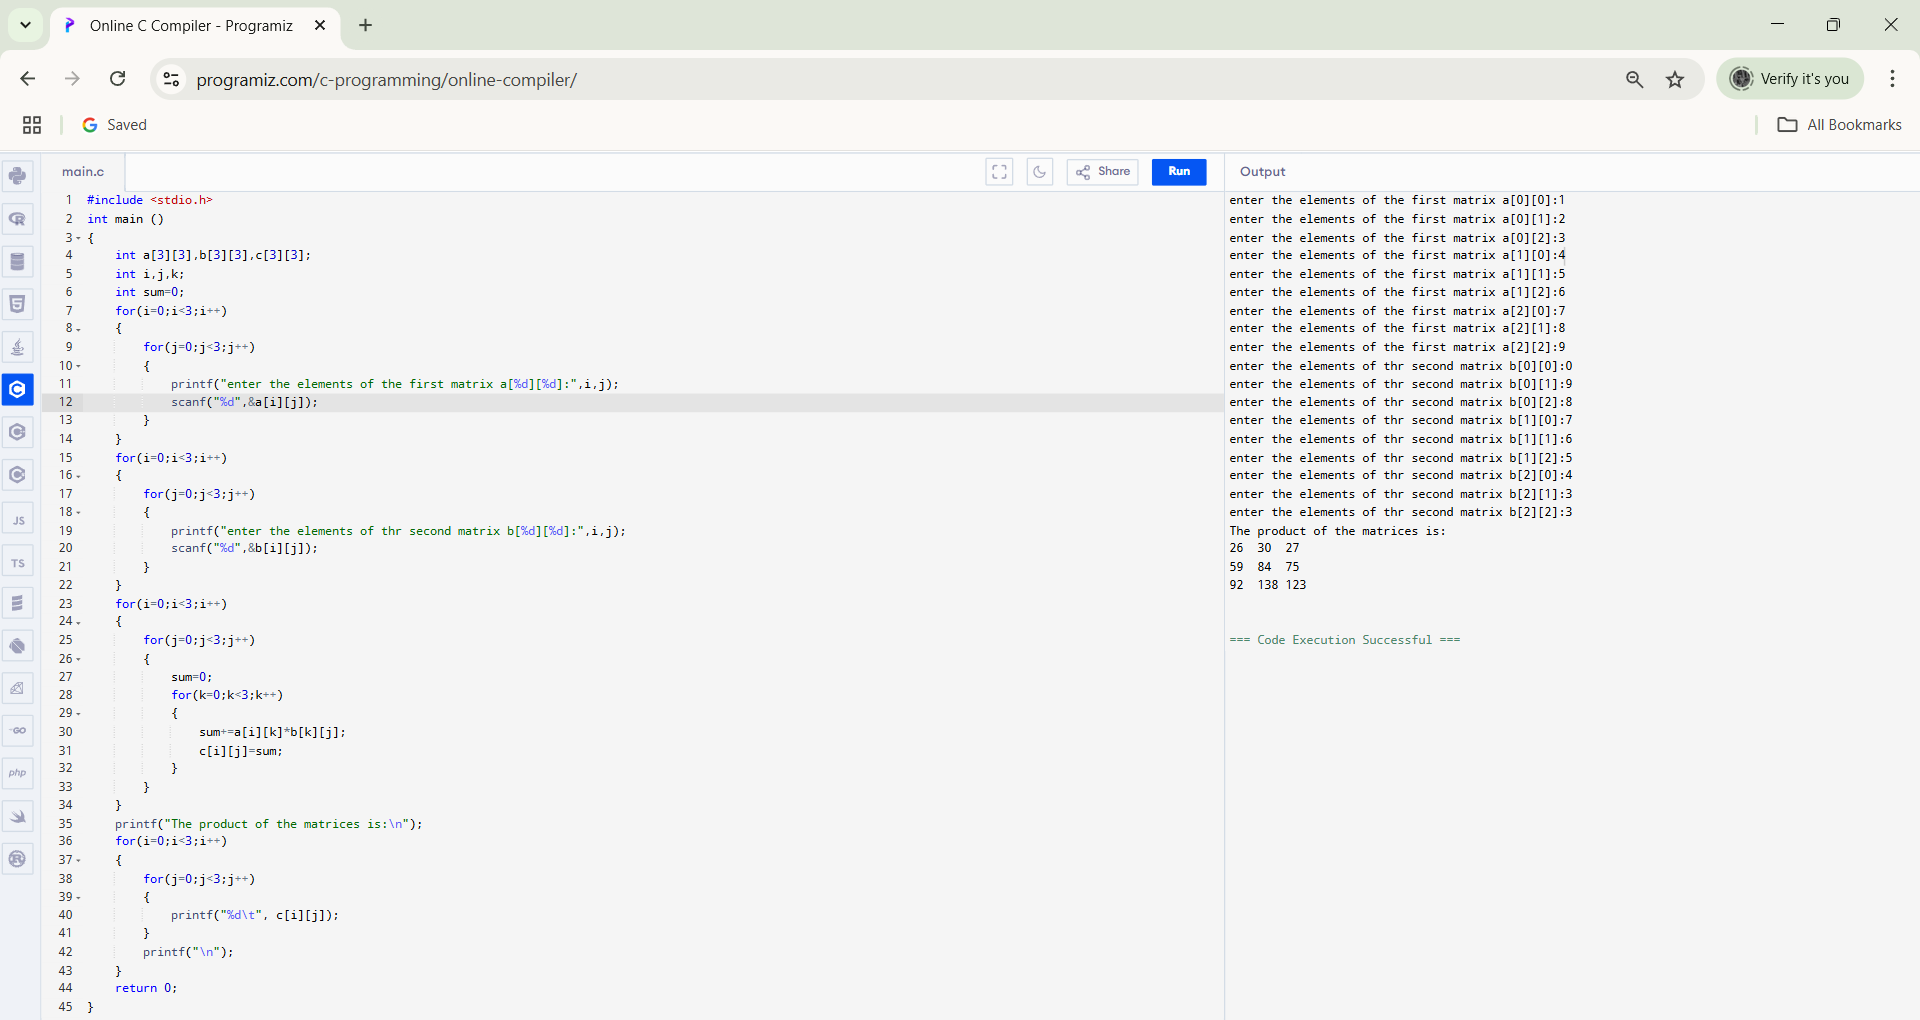 Online C Compiler - Programiz
programiz.com/c-programming/online-compiler/
Verify it's you
Saved
All Bookmarks
main.c
Share
Run
Output
1 #include <stdio.h>
2 int main ()
3 {
4 int a[3][3],b[3][3],c[3][3];
5 int i,j,k;
6 int sum=0;
7 for(i=0;i<3;i++)
8 {
9 for(j=0;j<3;j++)
10 {
11 printf("enter the elements of the first matrix a[%d][%d]:",i,j);
12 scanf("%d",&a[i][j]);
13 }
14 }
15 for(i=0;i<3;i++)
16 {
17 for(j=0;j<3;j++)
18 {
19 printf("enter the elements of thr second matrix b[%d][%d]:",i,j);
20 scanf("%d",&b[i][j]);
21 }
22 }
23 for(i=0;i<3;i++)
24 {
25 for(j=0;j<3;j++)
26 {
27 sum=0;
28 for(k=0;k<3;k++)
29 {
30 sum+=a[i][k]*b[k][j];
31 c[i][j]=sum;
32 }
33 }
34 }
35 printf("The product of the matrices is:\n");
36 for(i=0;i<3;i++)
37 {
38 for(j=0;j<3;j++)
39 {
40 printf("%d\t", c[i][j]);
41 }
42 printf("\n");
43 }
44 return 0;
45 }
enter the elements of the first matrix a[0][0]:1
enter the elements of the first matrix a[0][1]:2
enter the elements of the first matrix a[0][2]:3
enter the elements of the first matrix a[1][0]:4
enter the elements of the first matrix a[1][1]:5
enter the elements of the first matrix a[1][2]:6
enter the elements of the first matrix a[2][0]:7
enter the elements of the first matrix a[2][1]:8
enter the elements of the first matrix a[2][2]:9
enter the elements of thr second matrix b[0][0]:0
enter the elements of thr second matrix b[0][1]:9
enter the elements of thr second matrix b[0][2]:8
enter the elements of thr second matrix b[1][0]:7
enter the elements of thr second matrix b[1][1]:6
enter the elements of thr second matrix b[1][2]:5
enter the elements of thr second matrix b[2][0]:4
enter the elements of thr second matrix b[2][1]:3
enter the elements of thr second matrix b[2][2]:3
The product of the matrices is:
26 30 27
59 84 75
92 138 123
=== Code Execution Successful ===
JS
TS
GO
php